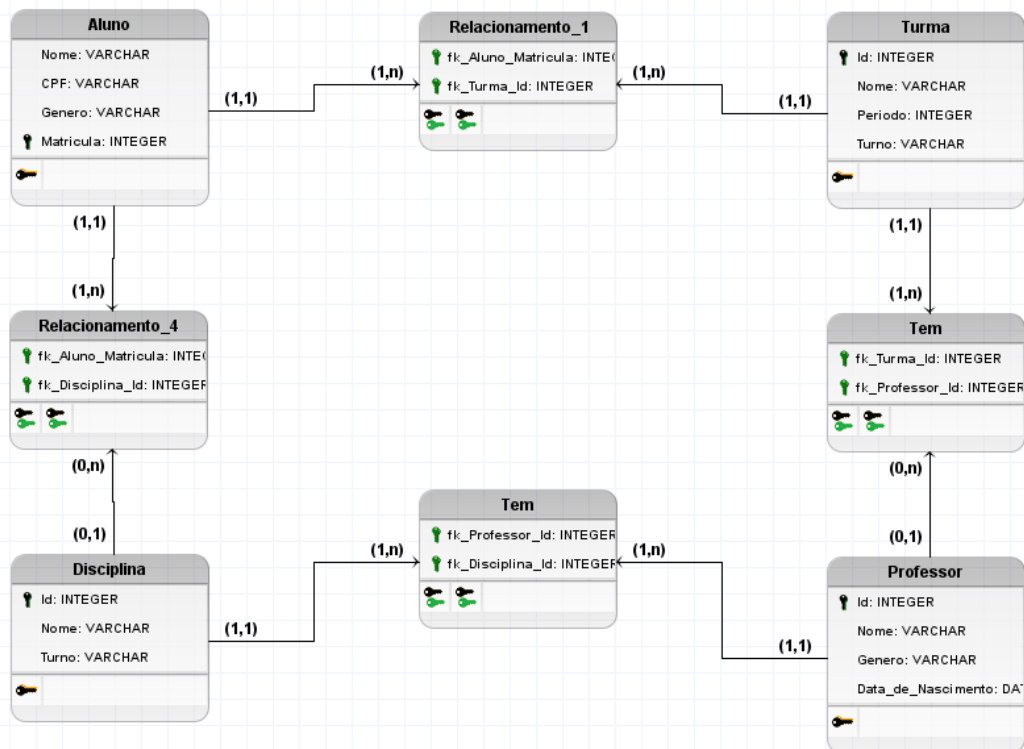 Aluno
Nome: VARCHAR
CPF: VARCHAR
Genero: VARCHAR
Matricula: INTEGER
Relacionamento_1
fk_Aluno_Matricula: INTE
fk_Turma_Id: INTEGER
Turma
Id: INTEGER
Nome: VARCHAR
Periodo: INTEGER
Turno: VARCHAR
(1,1)
(1,n)
(1,n)
(1,1)
(1,1)
(1,n)
(1,1)
(1,n)
Relacionamento_4
fk_Aluno_Matricula: INTE
fk_Disciplina_Id: INTEGER
Tem
fk_Turma_Id: INTEGER
fk_Professor_Id: INTEGER
(0,n)
(0,1)
(0,n)
(0,1)
Disciplina
Id: INTEGER
Nome: VARCHAR
Turno: VARCHAR
Tem
fk_Professor_Id: INTEGER
fk_Disciplina_Id: INTEGER
Professor
Id: INTEGER
Nome: VARCHAR
Genero: VARCHAR
Data_de_Nascimento: DA
(1,1)
(1,n)
(1,n)
(1,1)